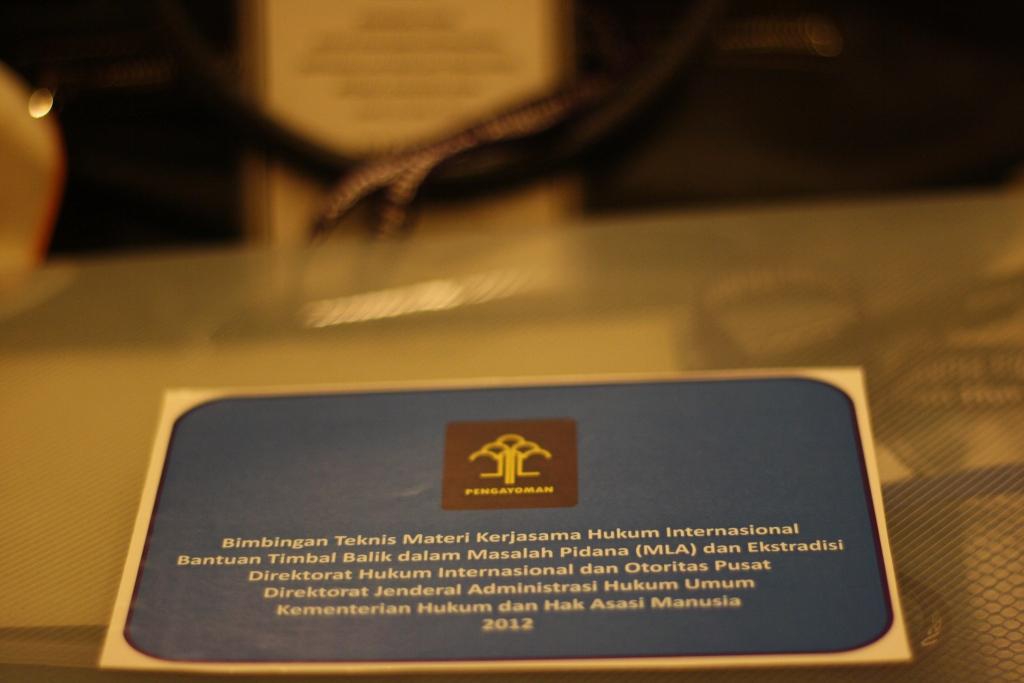 PENGAYOMAN
Bimbingan Teknis Materi Kerjasama Hukum Internasional
Bantuan Timbal Balik dalam Masalah Pidana (MLA) dan Ekstradisi
Direktorat Hukum Internasional dan Otoritas Pusat
Direktorat Jenderal Administrasi Hukum Umum
Kementerian Hukum dan Hak Asasi Manusia
2012